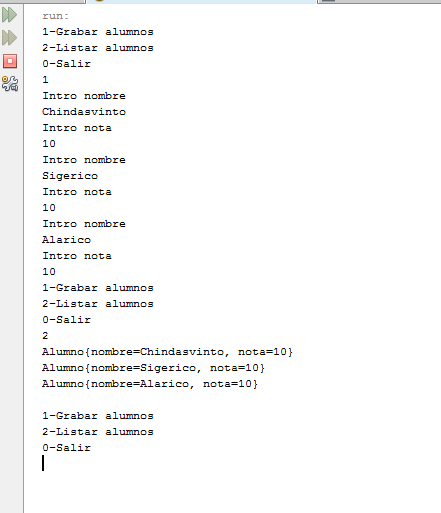 run:
1-Grabar alumnos
2-Listar alumnos
0-Salir
1
Intro nombre
Chindasvinto
Intro nota
10
Intro nombre
Sigerico
Intro nota
10
Intro nombre
Alarico
Intro nota
10
1-Grabar alumnos
2-Listar alumnos
0-Salir
2
Alumno{nombre=Chindasvinto, nota=10}
Alumno{nombre=Sigerico, nota=10}
Alumno{nombre=Alarico, nota=10}
1-Grabar alumnos
2-Listar alumnos
0-Salir